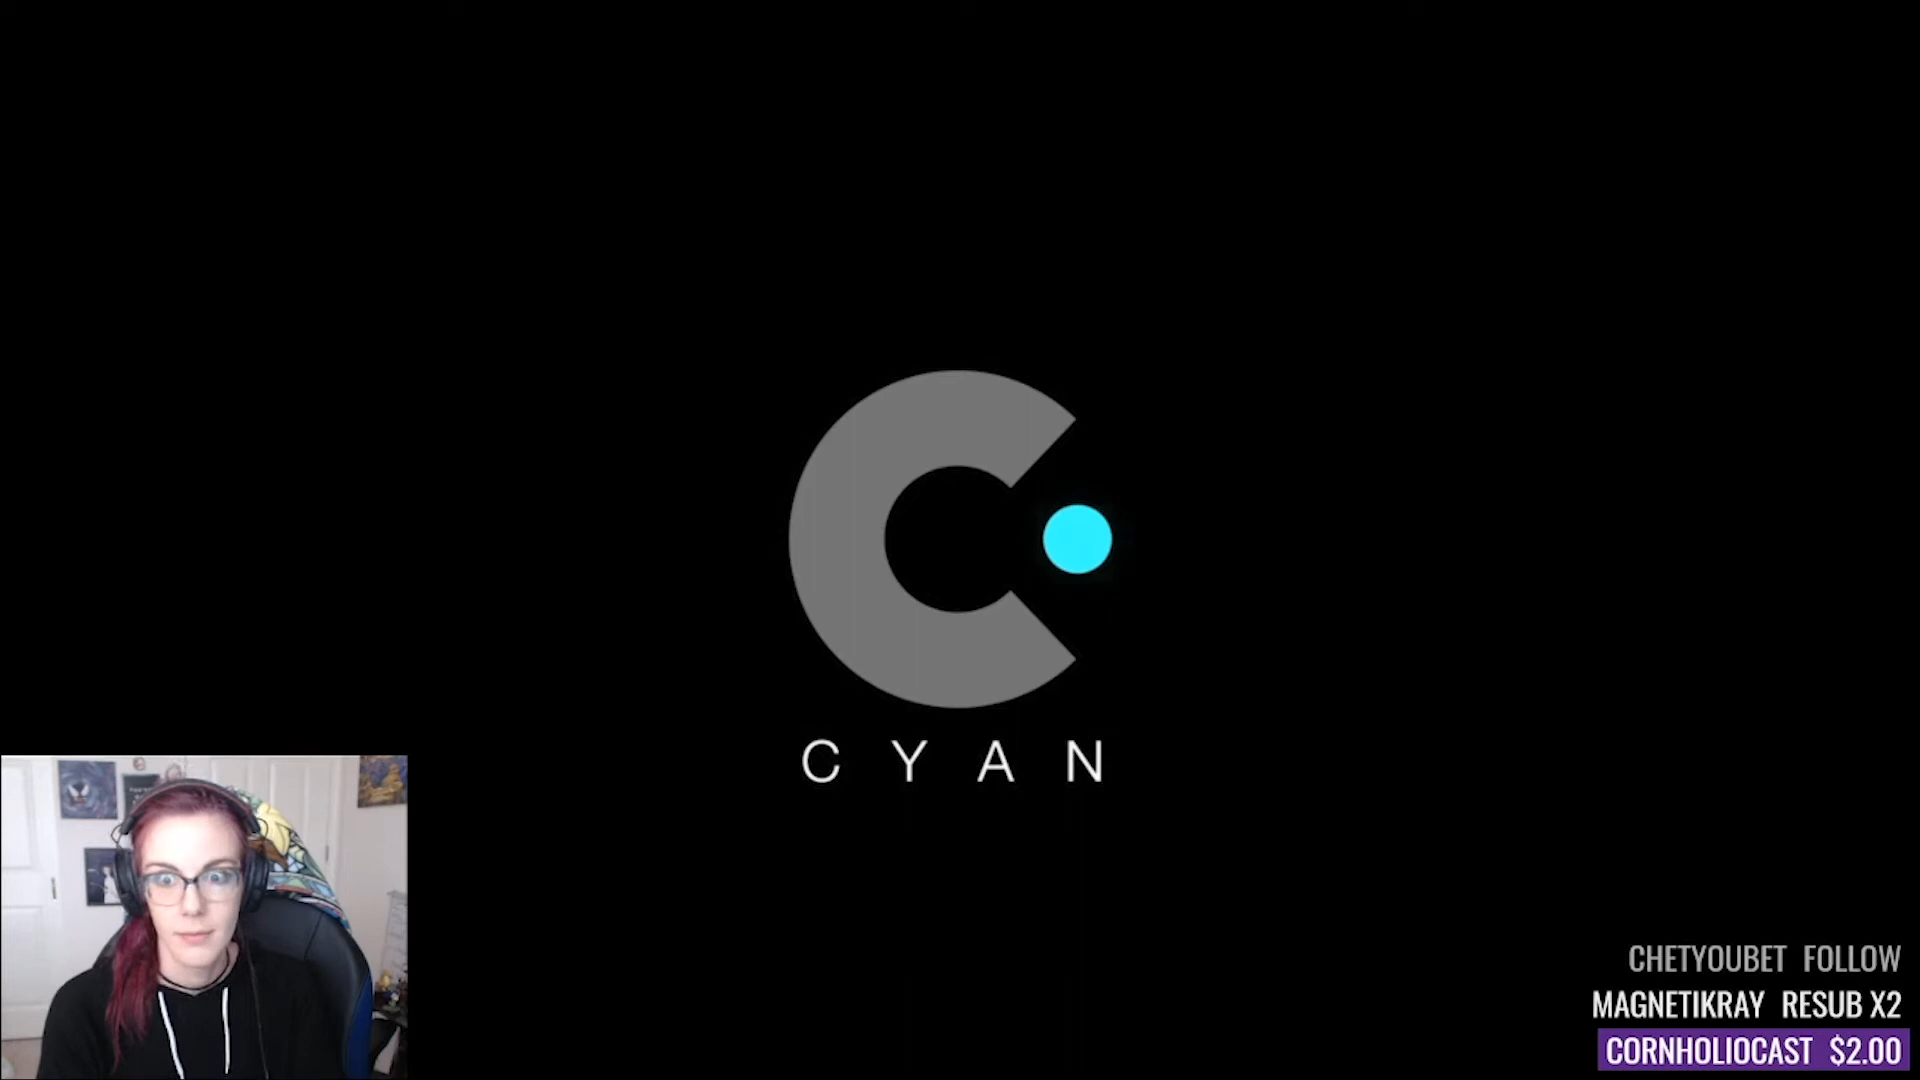 CYAN
CHETYOUBET FOLLOW
MAGNETIKRAY RESUB X2
CORNHOLIOCAST $2.00